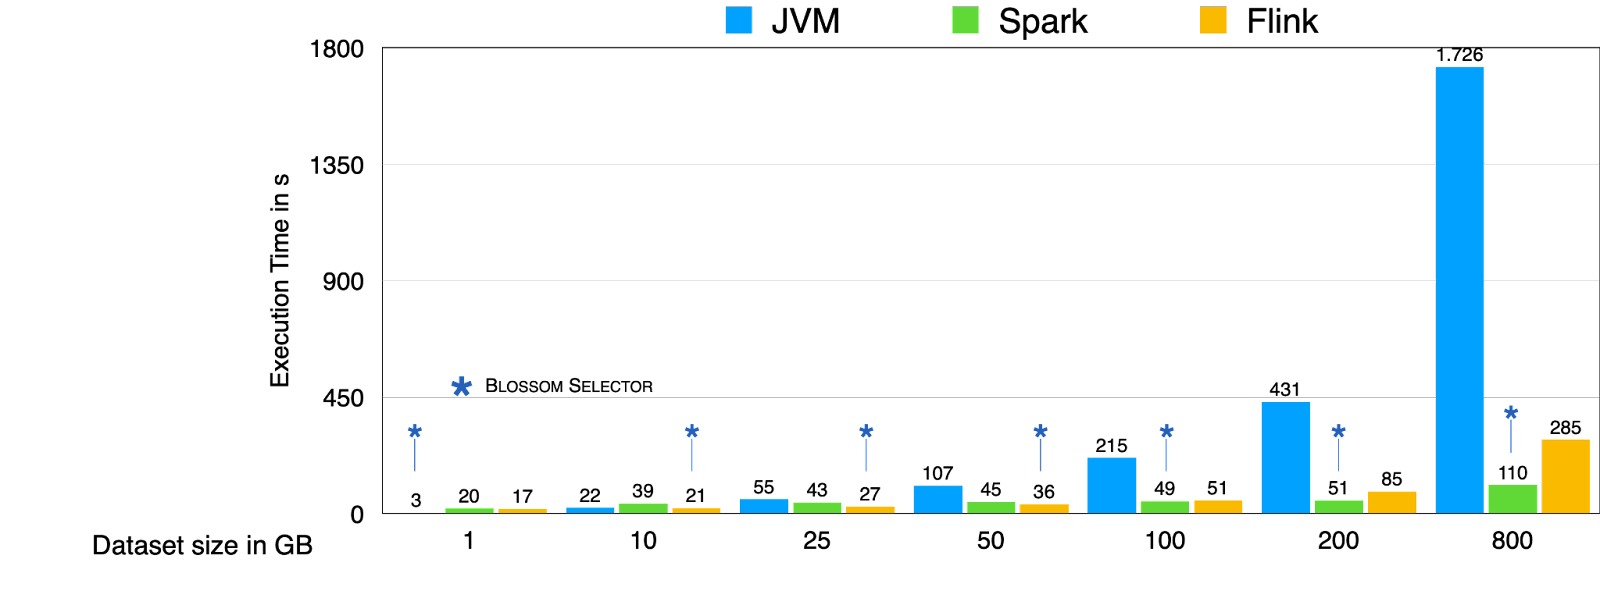 JVM Spark Flink
1800
1350
900
450
0
Execution Time in s
* BLOSSOM SELECTOR
* * * * * * *
3 20 17 22 39 21 55 43 27 107 45 36 215 49 51 431 51 85 1.726 110 285
Dataset size in GB 1 10 25 50 100 200 800